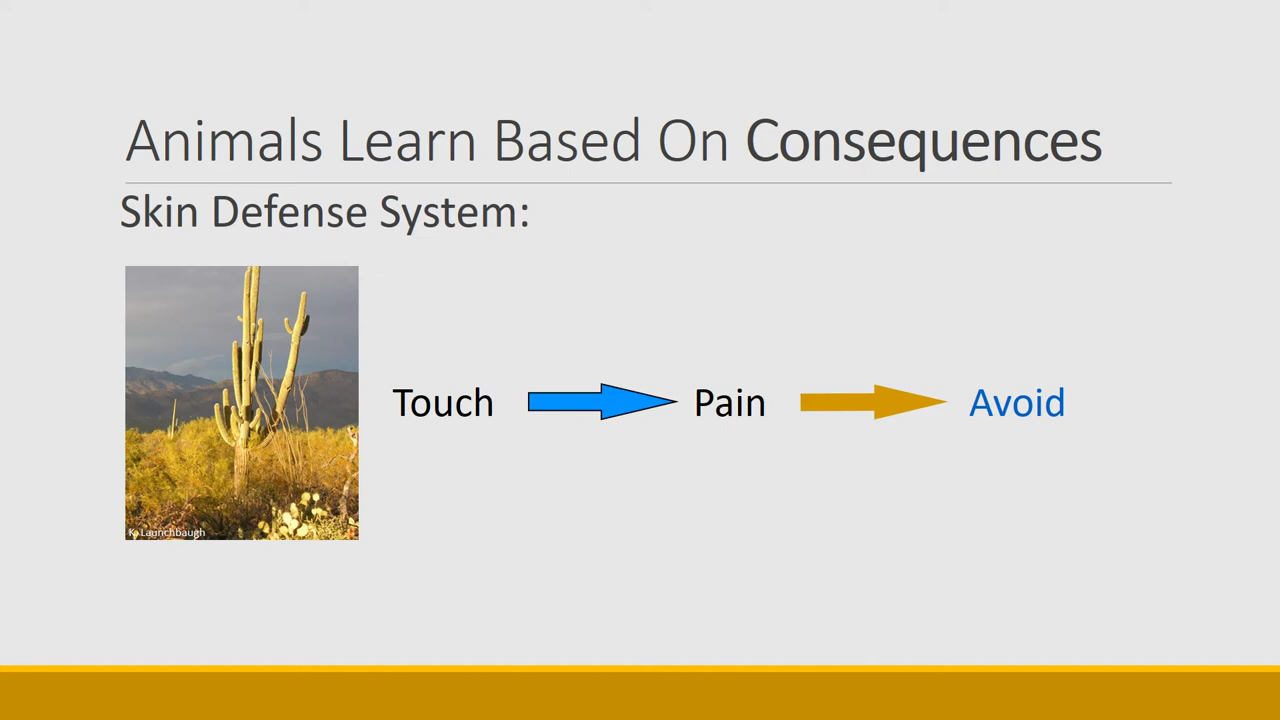 Animals Learn Based On Consequences
Skin Defense System:
Touch
Pain
Avoid
K. Launchbaugh